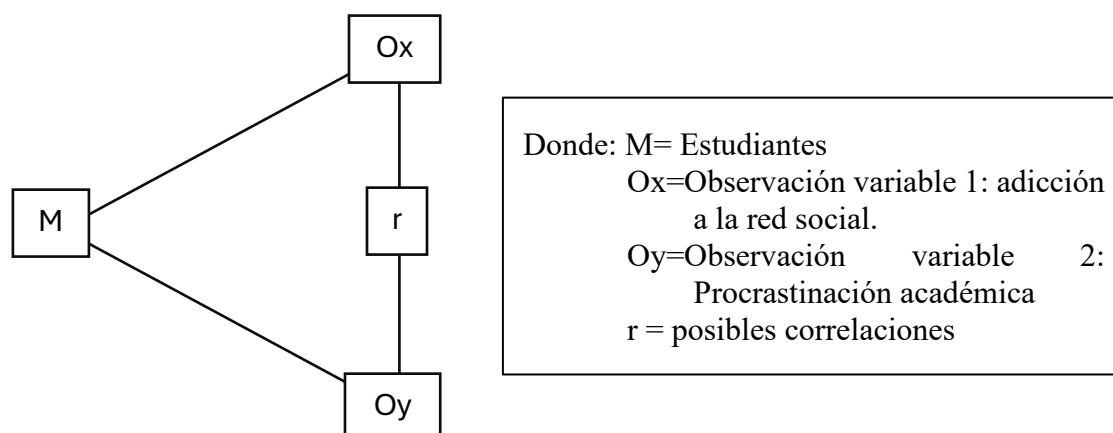 Ox
M
r
Oy
Donde: M= Estudiantes
Ox=Observación variable 1: adicción
a la red social.
Oy=Observación variable 2:
Procrastinación académica
r = posibles correlaciones